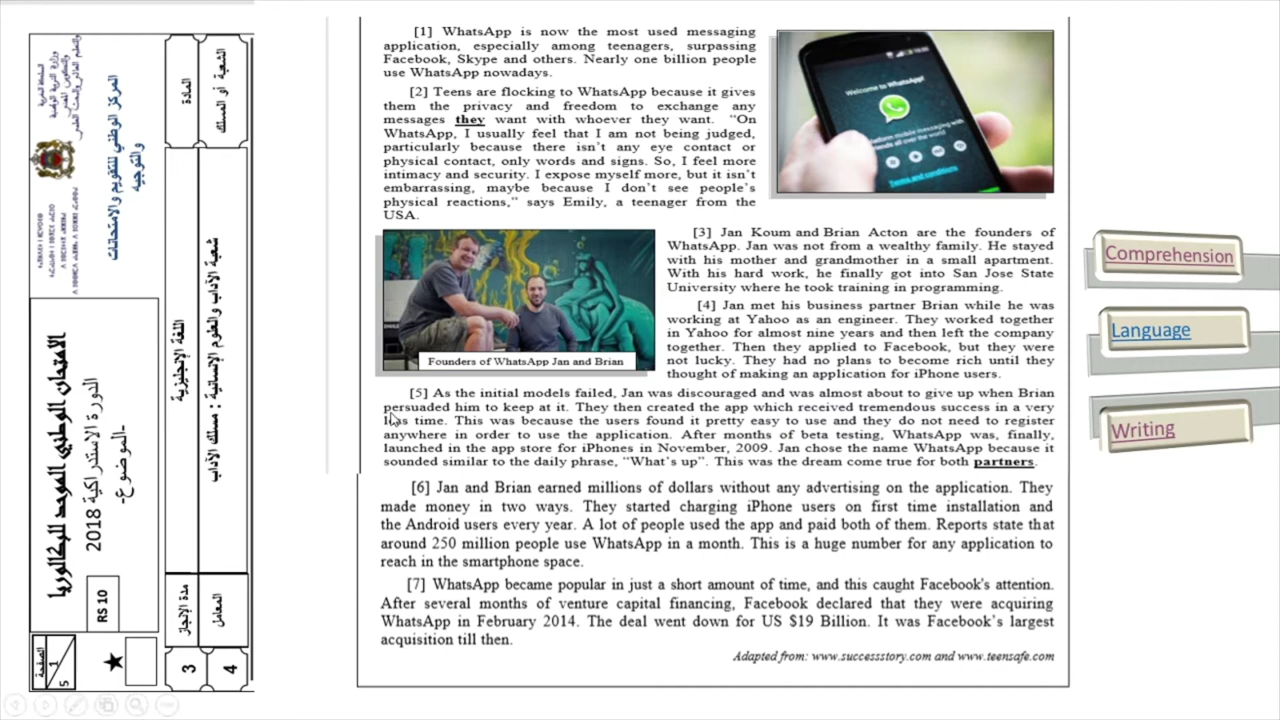 [1] WhatsApp is now the most used messaging
application, especially among teenagers, surpassing
Facebook, Skype and others. Nearly one billion people
use WhatsApp nowadays.
[2] Teens are flocking to WhatsApp because it gives
them the privacy and freedom to exchange any
messages they want with whoever they want. "On
WhatsApp, I usually feel that I am not being judged,
particularly because there isn't any eye contact or
physical contact, only words and signs. So, I feel more
intimacy and security. I expose myself more, but it isn't
embarrassing, maybe because I don't see people's
physical reactions," says Emily, a teenager from the
USA.
Welcome to WhatsApp!
Terms and conditions
[3] Jan Koum and Brian Acton are the founders of
WhatsApp. Jan was not from a wealthy family. He stayed
with his mother and grandmother in a small apartment.
With his hard work, he finally got into San Jose State
University where he took training in programming.
[4] Jan met his business partner Brian while he was
working at Yahoo as an engineer. They worked together
in Yahoo for almost nine years and then left the company
together. Then they applied to Facebook, but they were
not lucky. They had no plans to become rich until they
thought of making an application for iPhone users.
Founders of WhatsApp Jan and Brian
[5] As the initial models failed, Jan was discouraged and was almost about to give up when Brian
persuaded him to keep at it. They then created the app which received tremendous success in a very
time. This was because the users found it pretty easy to use and they do not need to register
anywhere in order to use the application. After months of beta testing, WhatsApp was, finally,
launched in the app store for iPhones in November, 2009. Jan chose the name WhatsApp because it
sounded similar to the daily phrase, "What's up". This was the dream come true for both partners.
[6] Jan and Brian earned millions of dollars without any advertising on the application. They
made money in two ways. They started charging iPhone users on first time installation and
the Android users every year. A lot of people used the app and paid both of them. Reports state that
around 250 million people use WhatsApp in a month. This is a huge number for any application to
reach in the smartphone space.
[7] WhatsApp became popular in just a short amount of time, and this caught Facebook's attention.
After several months of venture capital financing, Facebook declared that they were acquiring
WhatsApp in February 2014. The deal went down for US $19 Billion. It was Facebook's largest
acquisition till then.
Adapted from: www.successstory.com and www.teensafe.com
Comprehension
Language
Writing
المركز الوطني للتقويم والامتحانات
والتوجيه
الامتحان الوطني الموحد للبكالوريا
الدورة الاستدراكية 2018
-الموضوع-
RS 10
الصفحة
1
5
المادة
اللغة الإنجليزية
مدة الإنجاز
3
الشعبة أو المسلك
شعبة الآداب والعلوم الإنسانية : مسلك الآداب
المعامل
4